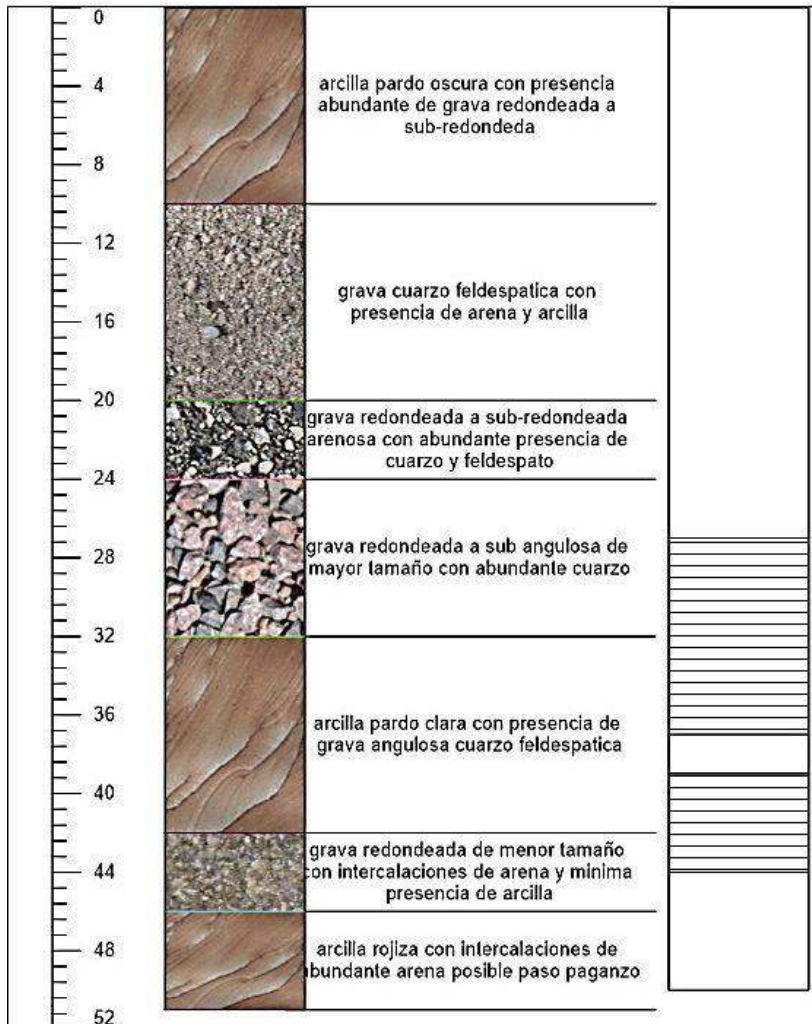 0
4
arcilla pardo oscura con presencia
abundante de grava redondeada a
sub-redondeda
8
12
grava cuarzo feldespatica con
presencia de arena y arcilla
16
20
grava redondeada a sub-redondeada
arenosa con abundante presencia de
cuarzo y feldespato
24
28
grava redondeada a sub angulosa de
mayor tamaño con abundante cuarzo
32
36
arcilla pardo clara con presencia de
grava angulosa cuarzo feldespatica
40
grava redondeada de menor tamaño
con intercalaciones de arena y minima
presencia de arcilla
44
48
arcilla rojiza con intercalaciones de
abundante arena posible paso paganzo
52